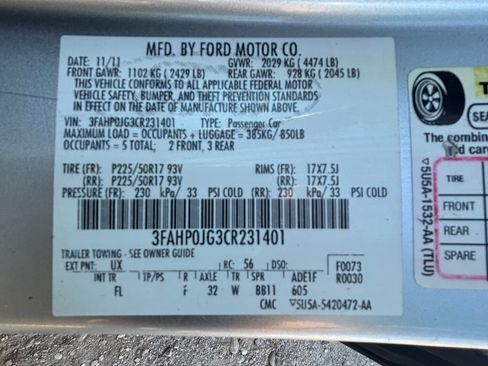 MFD. BY FORD MOTOR CO.
DATE: 11/11 GVWR: 2029 KG ( 4474 LB)
FRONT GAWR: 1102 KG ( 2429 LB) REAR GAWR: 928 KG ( 2045 LB)
THIS VEHICLE CONFORMS TO ALL APPLICABLE FEDERAL MOTOR
VEHICLE SAFETY, BUMPER, AND THEFT PREVENTION STANDARDS
IN EFFECT ON THE DATE OF MANUFACTURE SHOWN ABOVE.
VIN: 3FAHP0JG3CR231401 TYPE: Passenger Car
MAXIMUM LOAD = OCCUPANTS + LUGGAGE = 385KG/850LB
OCCUPANTS = 5 TOTAL: 2 FRONT, 3 REAR
TIRE (FR): P225/50R17 93V RIMS (FR): 17X7.5J
(RR): P225/50R17 93V (RR): 17X7.5J
PRESSURE (FR): 230 kPa/ 33 PSI COLD (RR): 230 kPa/ 33 PSI COLD
3FAHP0JG3CR231401
TRAILER TOWING - SEE OWNER GUIDE
EXT PNT: UX RC: 56 DSO: F0073
INT TR TP/PS R AXLE TR SPR ADE1F R0030
FL F 32 W BB11 605
CMC ▽5U5A-5420472-AA
SEA
The combine
TIRE
FRONT
REAR
SPARE
▽5U5A-1532-AA (TLU)